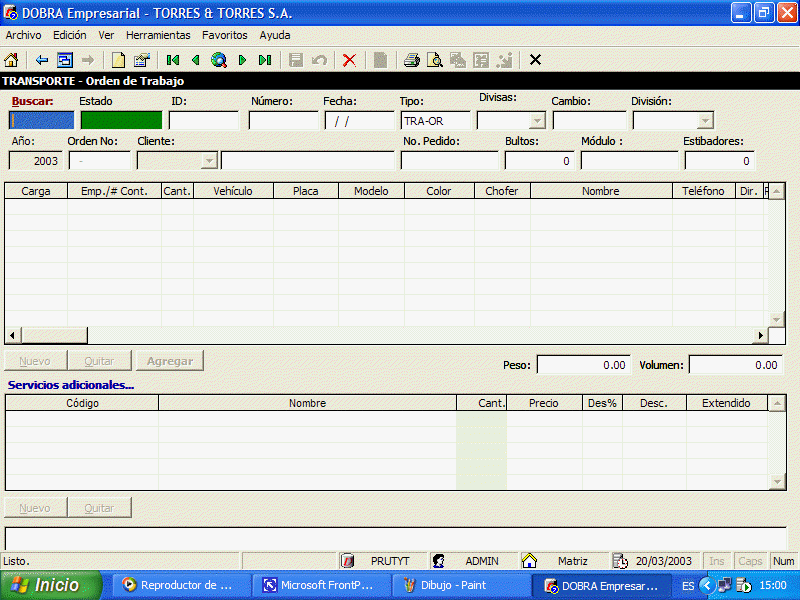 DOBRA Empresarial - TORRES & TORRES S.A.
Archivo Edición Ver Herramientas Favoritos Ayuda
TRANSPORTE - Orden de Trabajo
Buscar: Estado ID: Número: Fecha: Tipo: Divisas: Cambio: División:
/ / TRA-OR
Año: Orden No: Cliente: No. Pedido: Bultos: Módulo : Estibadores:
2003 - 0 0
Carga Emp./# Cont. Cant. Vehículo Placa Modelo Color Chofer Nombre Teléfono Dir.
Nuevo Quitar Agregar
Peso: 0.00 Volumen: 0.00
Servicios adicionales...
Código Nombre Cant. Precio Des% Desc. Extendido
Nuevo Quitar
Listo. PRUTYT ADMIN Matriz 20/03/2003 Ins Caps Num
Inicio Reproductor de ... Microsoft FrontP... Dibujo - Paint DOBRA Empresar... ES 15:00